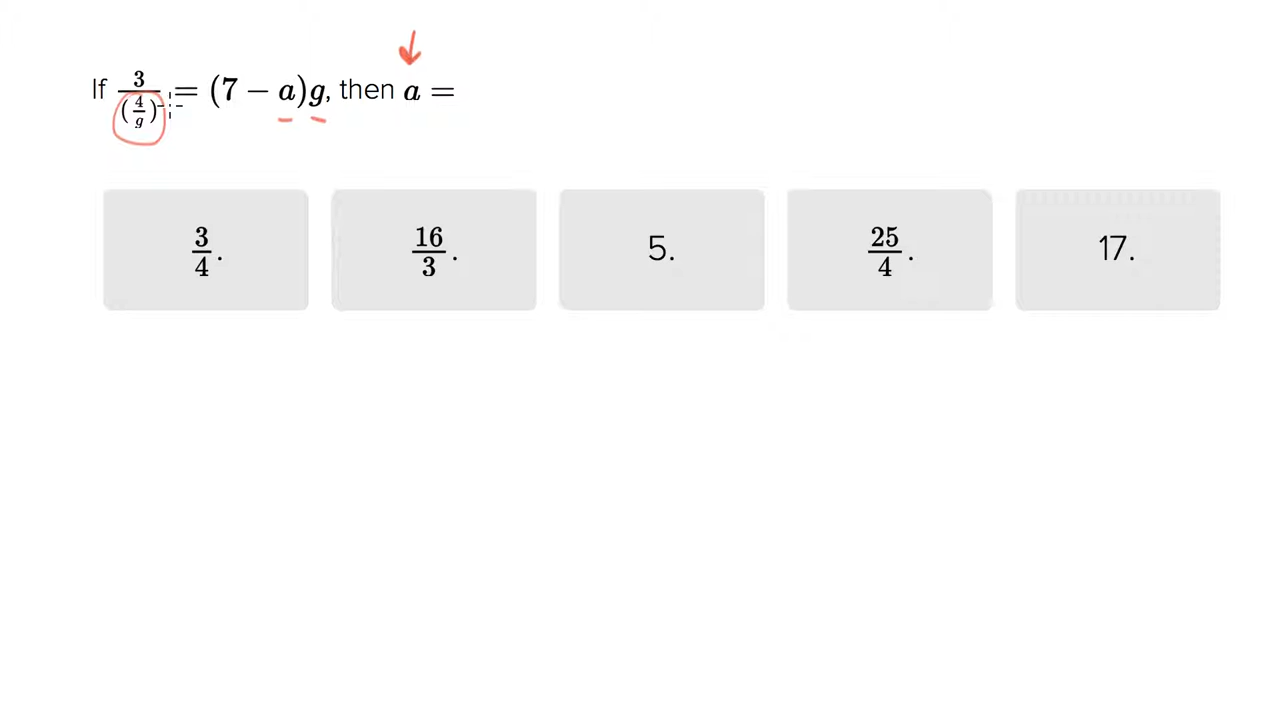 If 3/(4/g) = (7 − a)g, then a =
3/4. 16/3. 5. 25/4. 17.